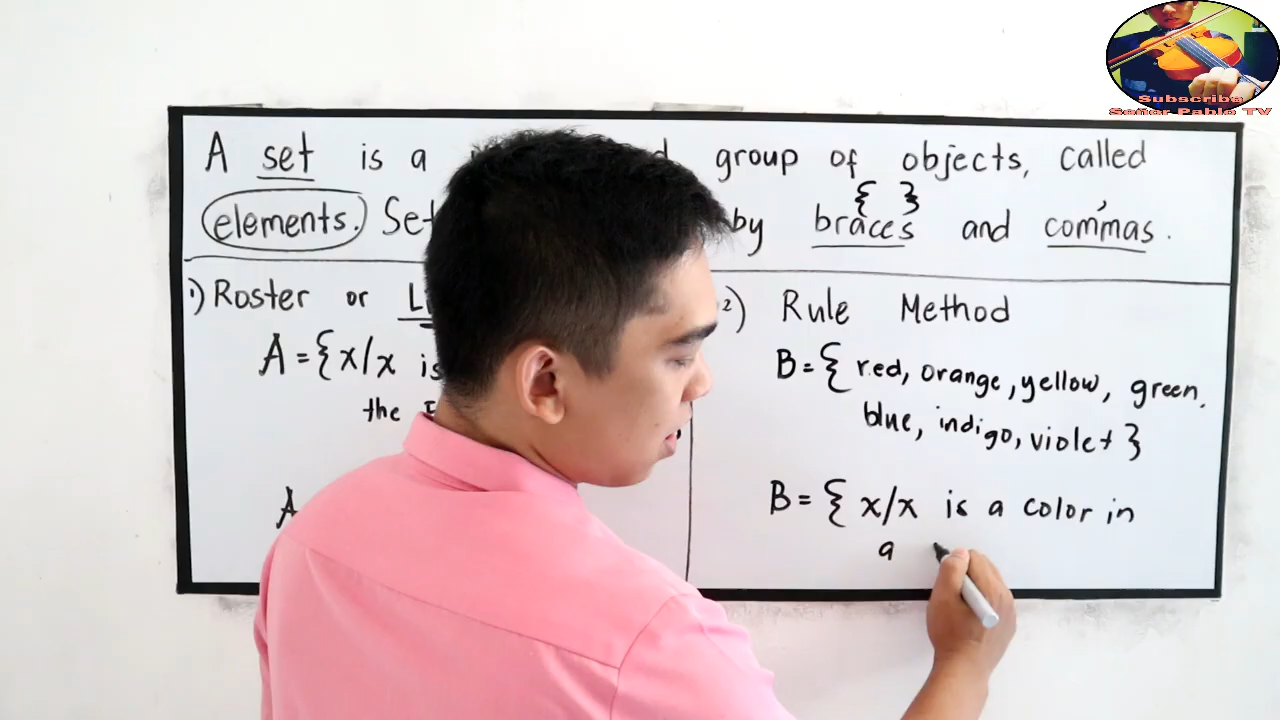 A set is a group of objects, called
{ } ,
elements. Set by braces and commas.
1) Roster or
A = {x/x is
the
A
2) Rule Method
B = { red, orange, yellow, green,
blue, indigo, violet }
B = { x/x is a color in
a
Subscribe
Señor Pablo TV